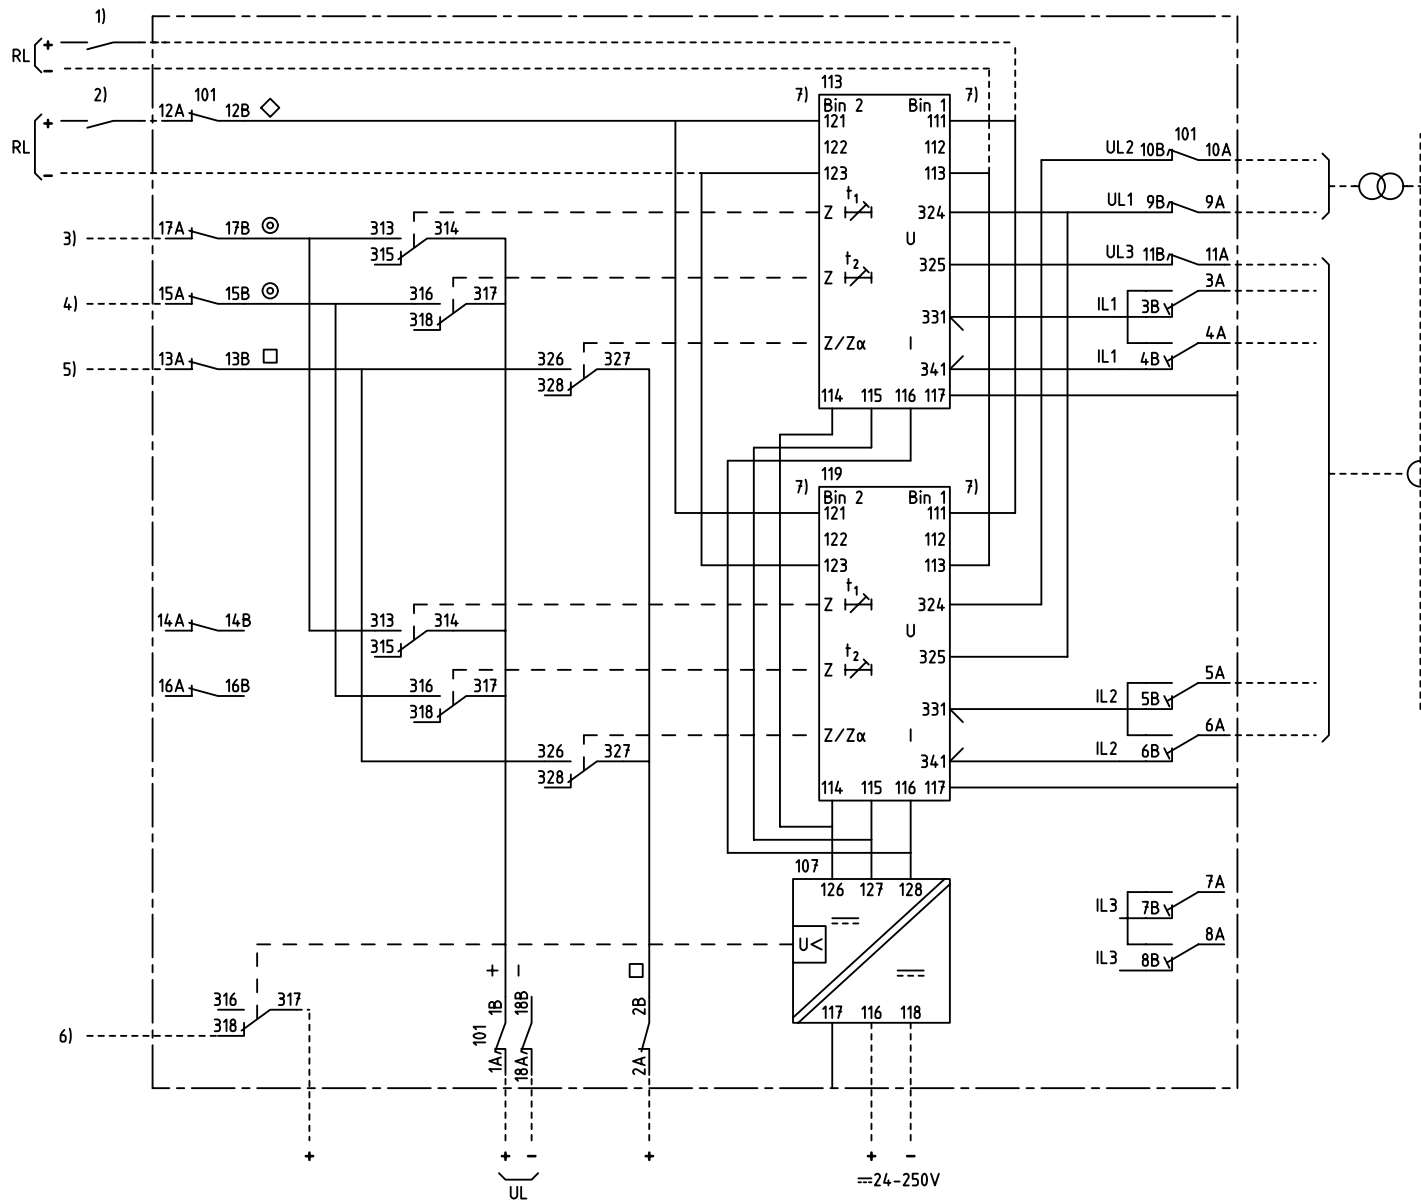 1)
RL + −
2)
113
7) 7)
RL + −
12A 101 12B
Bin 2 Bin 1
121 111
122 112
123 113
101
UL2 10B 10A
UL1 9B 9A
t1
Z 324
3) 17A 17B 313 314
315
U
UL3 11B 11A
325
t2
Z
3A
4) 15A 15B 316 317
318
IL1 3B
331
4A
Z/Zα I
5) 13A 13B 326 327
328
IL1 4B
341
114 115 116 117
119
7) 7)
Bin 2 Bin 1
121 111
122 112
123 113
t1
Z 324
14A 14B 313 314
315
U
325
t2
Z
5A
16A 16B 316 317
318
IL2 5B
331
6A
Z/Zα I
326 327
328
IL2 6B
341
114 115 116 117
107
126 127 128
7A
IL3 7B
8A
IL3 8B
U<
+ −
316 317
318
6)
101
1B
1A
18B
18A
2B
2A
117 116 118
+ + − + + −
UL
24-250V